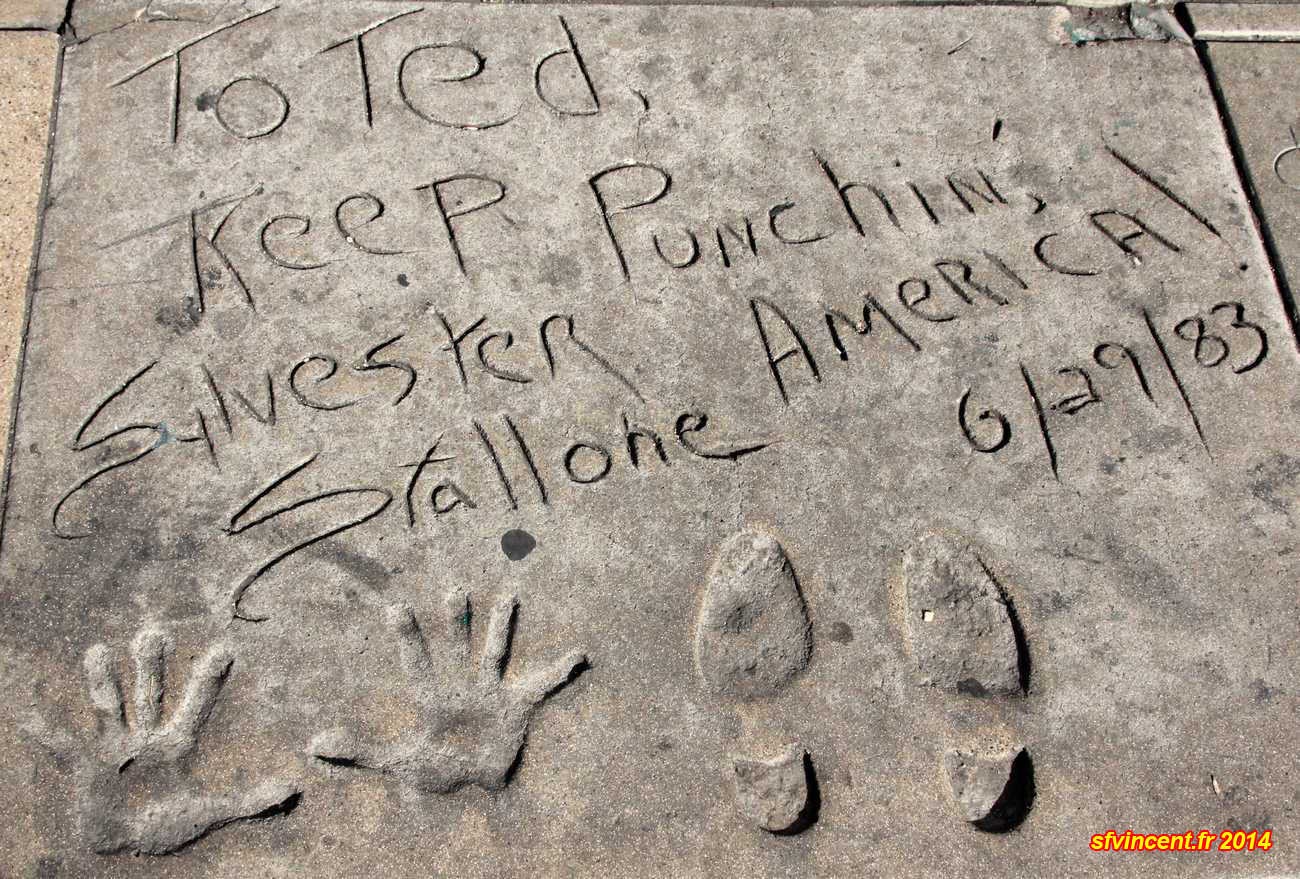 To Ted,
Keep Punchin',
America!
Sylvester
Stallone
6/29/83
sfvincent.fr 2014